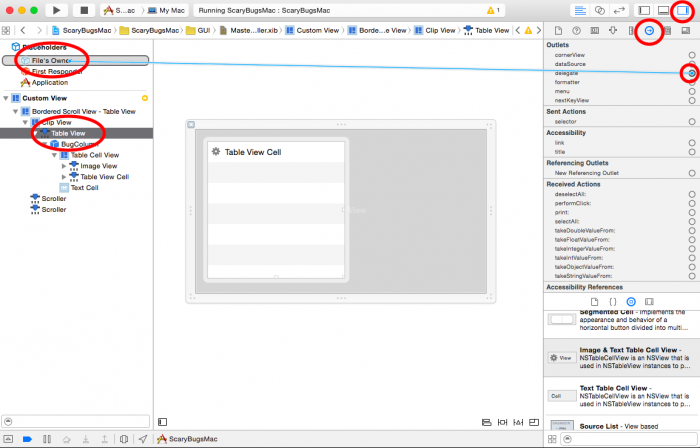 S...ac
My Mac
Running ScaryBugsMac : ScaryBugsMac
1
ScaryBugsMac
ScaryBugsMac
GUI
Maste...ller.xib
Custom View
Borde...e View
Clip View
Table View
Placeholders
File's Owner
First Responder
Application
Custom View
Bordered Scroll View - Table View
Clip View
Table View
BugColumn
Table Cell View
Image View
Table View Cell
Text Cell
Scroller
Scroller
Table View Cell
Outlets
cornerView
dataSource
delegate
formatter
menu
nextKeyView
Sent Actions
selector
Accessibility
link
title
Referencing Outlets
New Referencing Outlet
Received Actions
deselectAll:
performClick:
print:
selectAll:
takeDoubleValueFrom:
takeFloatValueFrom:
takeIntegerValueFrom:
takeIntValueFrom:
takeObjectValueFrom:
takeStringValueFrom:
Accessibility References
Segmented Cell - Implements the
appearance and behavior of a
horizontal button divided into multi...
View
Image & Text Table Cell View -
NSTableCellView is an NSView that is
used in NSTableView instances to p...
Cell
Text Table Cell View -
NSTableCellView is an NSView that is
used in NSTableView instances to p...
Source List - View based
ScaryBugsMac